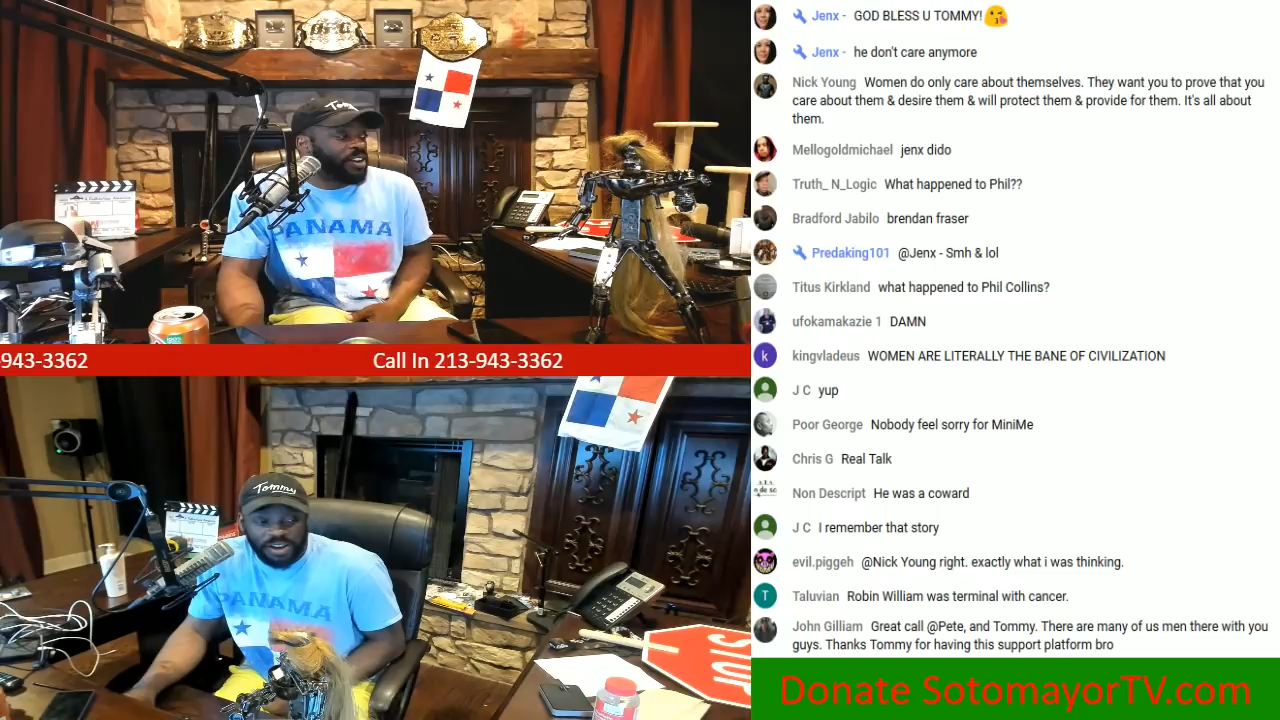 Tommy
PANAMA
943-3362
Call In 213-943-3362
Tommy
PANAMA
STOP
Jenx - GOD BLESS U TOMMY!😘
Jenx - he don't care anymore
Nick Young Women do only care about themselves. They want you to prove that you
care about them & desire them & will protect them & provide for them. It's all about
them.
Mellogoldmichael jenx dido
Truth_ N_Logic What happened to Phil??
Bradford Jabilo brendan fraser
Predaking101 @Jenx - Smh & lol
Titus Kirkland what happened to Phil Collins?
ufokamakazie 1 DAMN
k
kingvladeus WOMEN ARE LITERALLY THE BANE OF CIVILIZATION
J C yup
Poor George Nobody feel sorry for MiniMe
Chris G Real Talk
Non Descript He was a coward
J C I remember that story
evil.piggeh @Nick Young right. exactly what i was thinking.
T
Taluvian Robin William was terminal with cancer.
John Gilliam Great call @Pete, and Tommy. There are many of us men there with you
guys. Thanks Tommy for having this support platform bro
Donate SotomayorTV.com